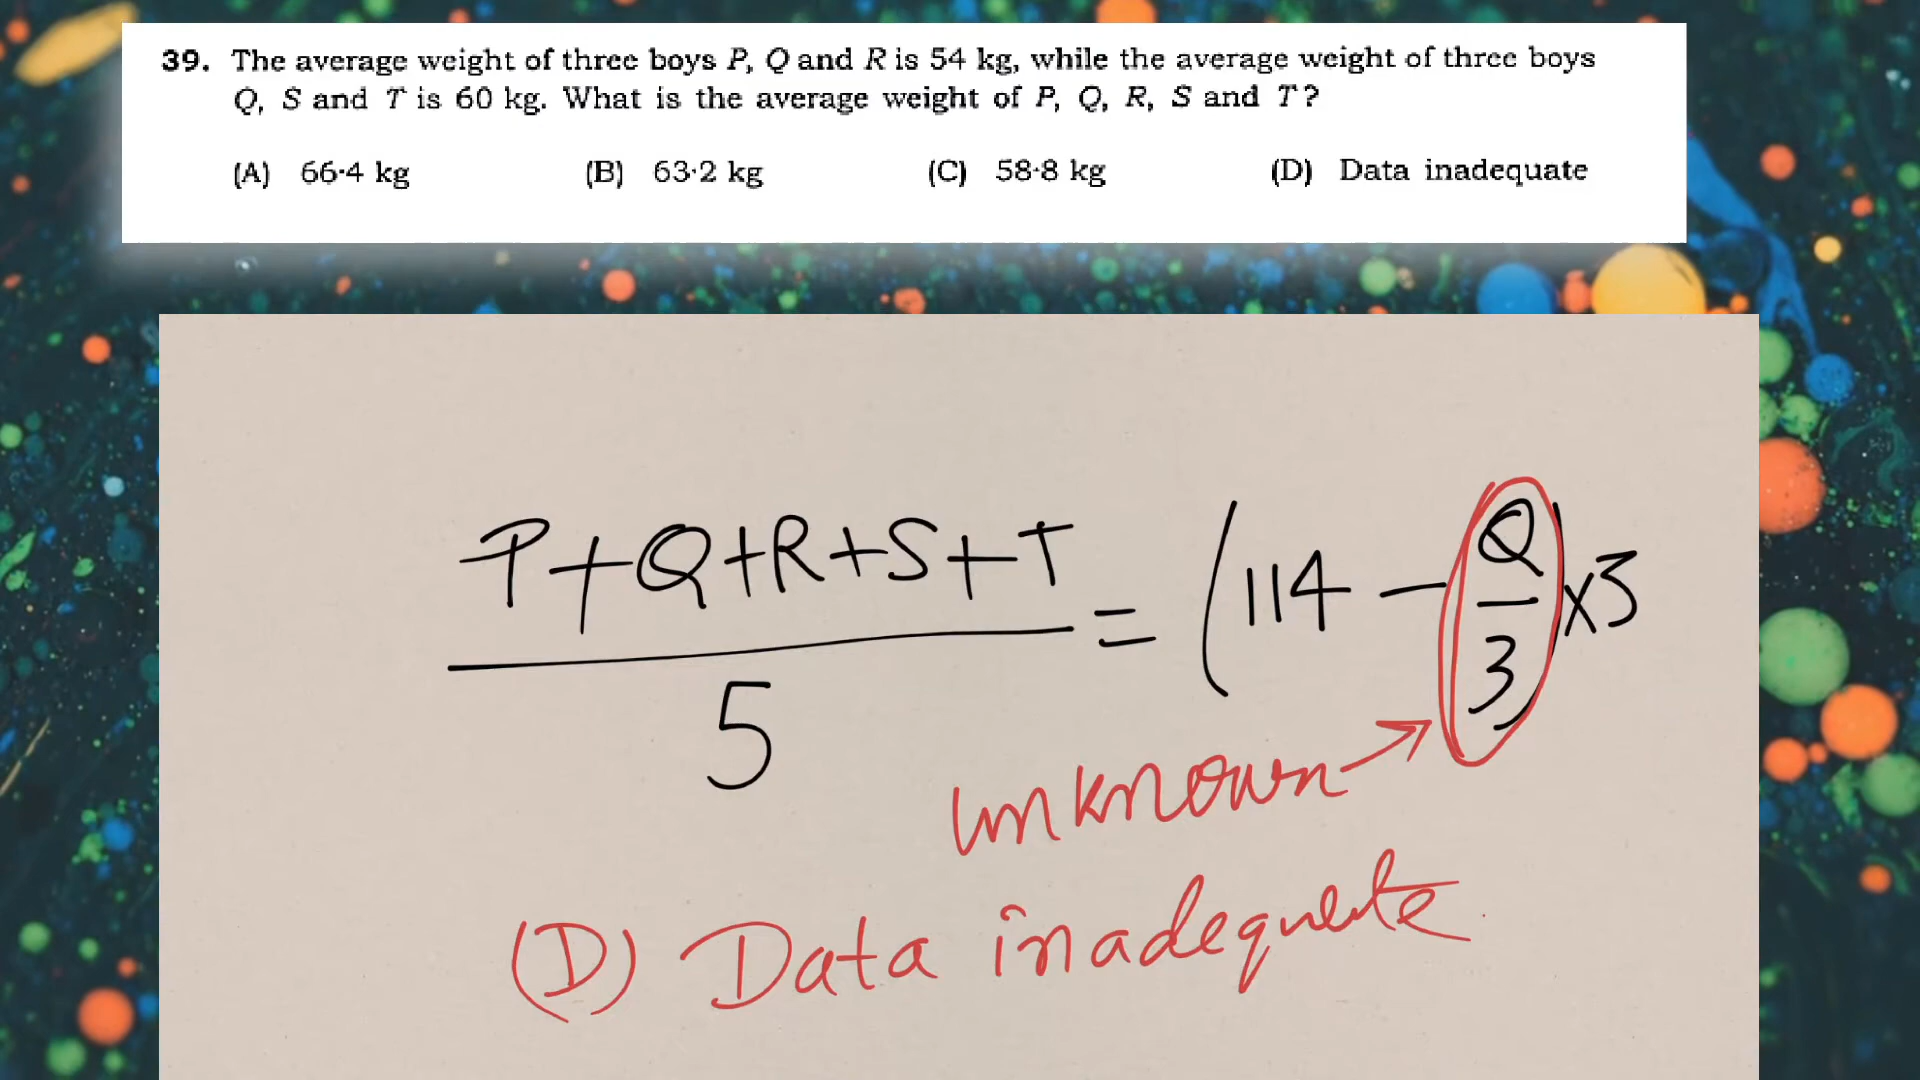 39. The average weight of three boys P, Q and R is 54 kg, while the average weight of three boys
Q, S and T is 60 kg. What is the average weight of P, Q, R, S and T?
(A) 66·4 kg (B) 63·2 kg (C) 58·8 kg (D) Data inadequate
P+Q+R+S+T
5
= (114 - Q/3) x3
unknown →
(D) Data inadequate